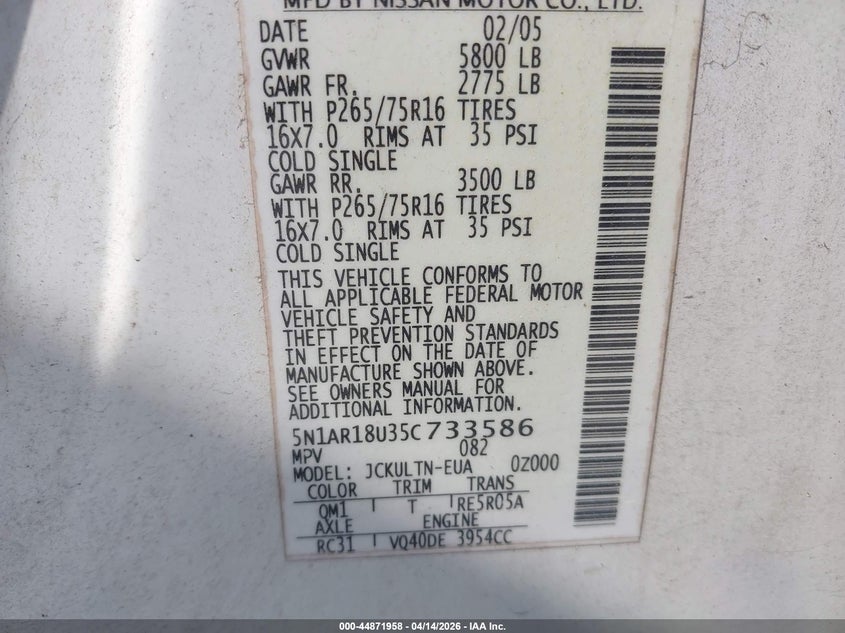 MFD BY NISSAN MOTOR CO., LTD.
DATE 02/05
GVWR 5800 LB
GAWR FR. 2775 LB
WITH P265/75R16 TIRES
16X7.0 RIMS AT 35 PSI
COLD SINGLE
GAWR RR. 3500 LB
WITH P265/75R16 TIRES
16X7.0 RIMS AT 35 PSI
COLD SINGLE
THIS VEHICLE CONFORMS TO
ALL APPLICABLE FEDERAL MOTOR
VEHICLE SAFETY AND
THEFT PREVENTION STANDARDS
IN EFFECT ON THE DATE OF
MANUFACTURE SHOWN ABOVE.
SEE OWNERS MANUAL FOR
ADDITIONAL INFORMATION.
5N1AR18U35C733586
MPV 082
MODEL: JCKULTN-EUA 0Z000
COLOR TRIM TRANS
QM1 T RE5R05A
AXLE ENGINE
RC31 VQ40DE 3954CC
000-44871958 - 04/14/2026 - IAA Inc.